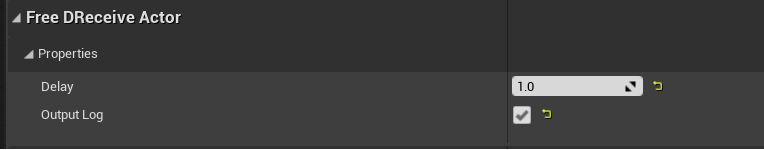 Free DReceive Actor
Properties
Delay 1.0
Output Log